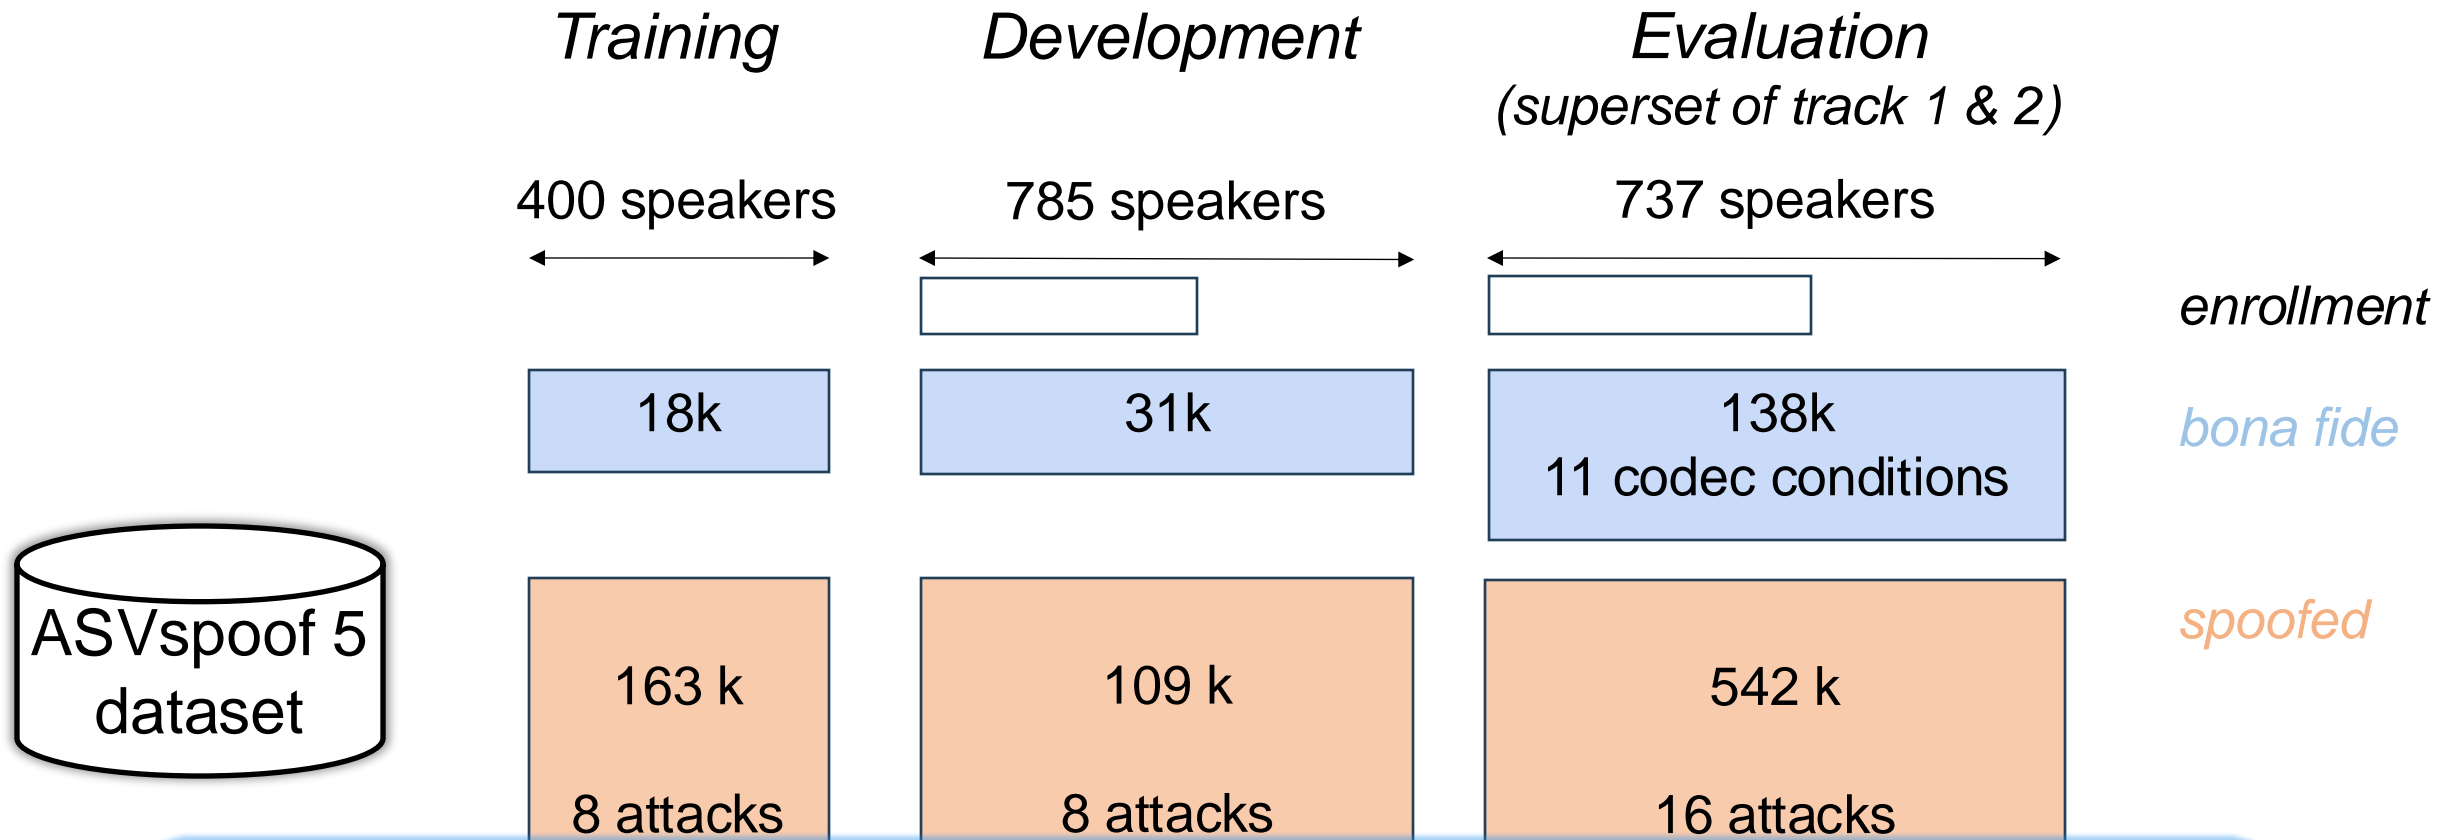 Training
Development
Evaluation
(superset of track 1 & 2)
400 speakers
785 speakers
737 speakers
enrollment
18k
31k
138k
11 codec conditions
bona fide
ASVspoof 5
dataset
163 k
109 k
542 k
spoofed
8 attacks
8 attacks
16 attacks